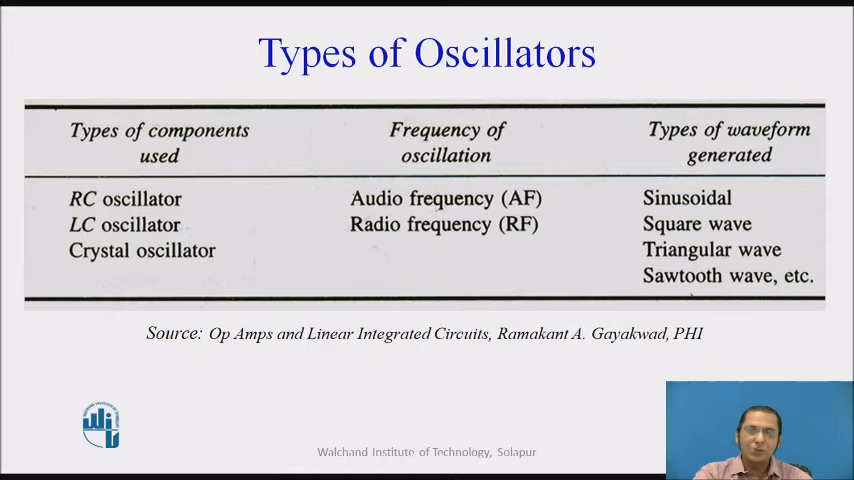 Types of Oscillators
Types of components used
Frequency of oscillation
Types of waveform generated
RC oscillator
LC oscillator
Crystal oscillator
Audio frequency (AF)
Radio frequency (RF)
Sinusoidal
Square wave
Triangular wave
Sawtooth wave, etc.
Source: Op Amps and Linear Integrated Circuits, Ramakant A. Gayakwad, PHI
Walchand Institute of Technology, Solapur